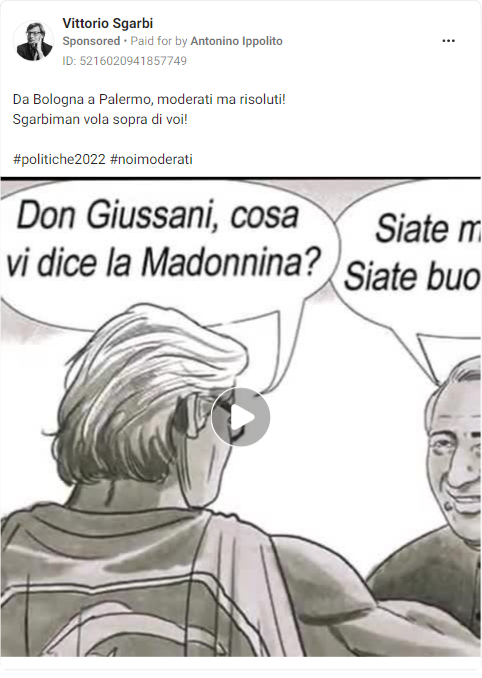 Vittorio Sgarbi
Sponsored • Paid for by Antonino Ippolito
ID: 5216020941857749
Da Bologna a Palermo, moderati ma risoluti!
Sgarbiman vola sopra di voi!
#politiche2022 #noimoderati
Don Giussani, cosa
vi dice la Madonnina?
Siate m
Siate buo